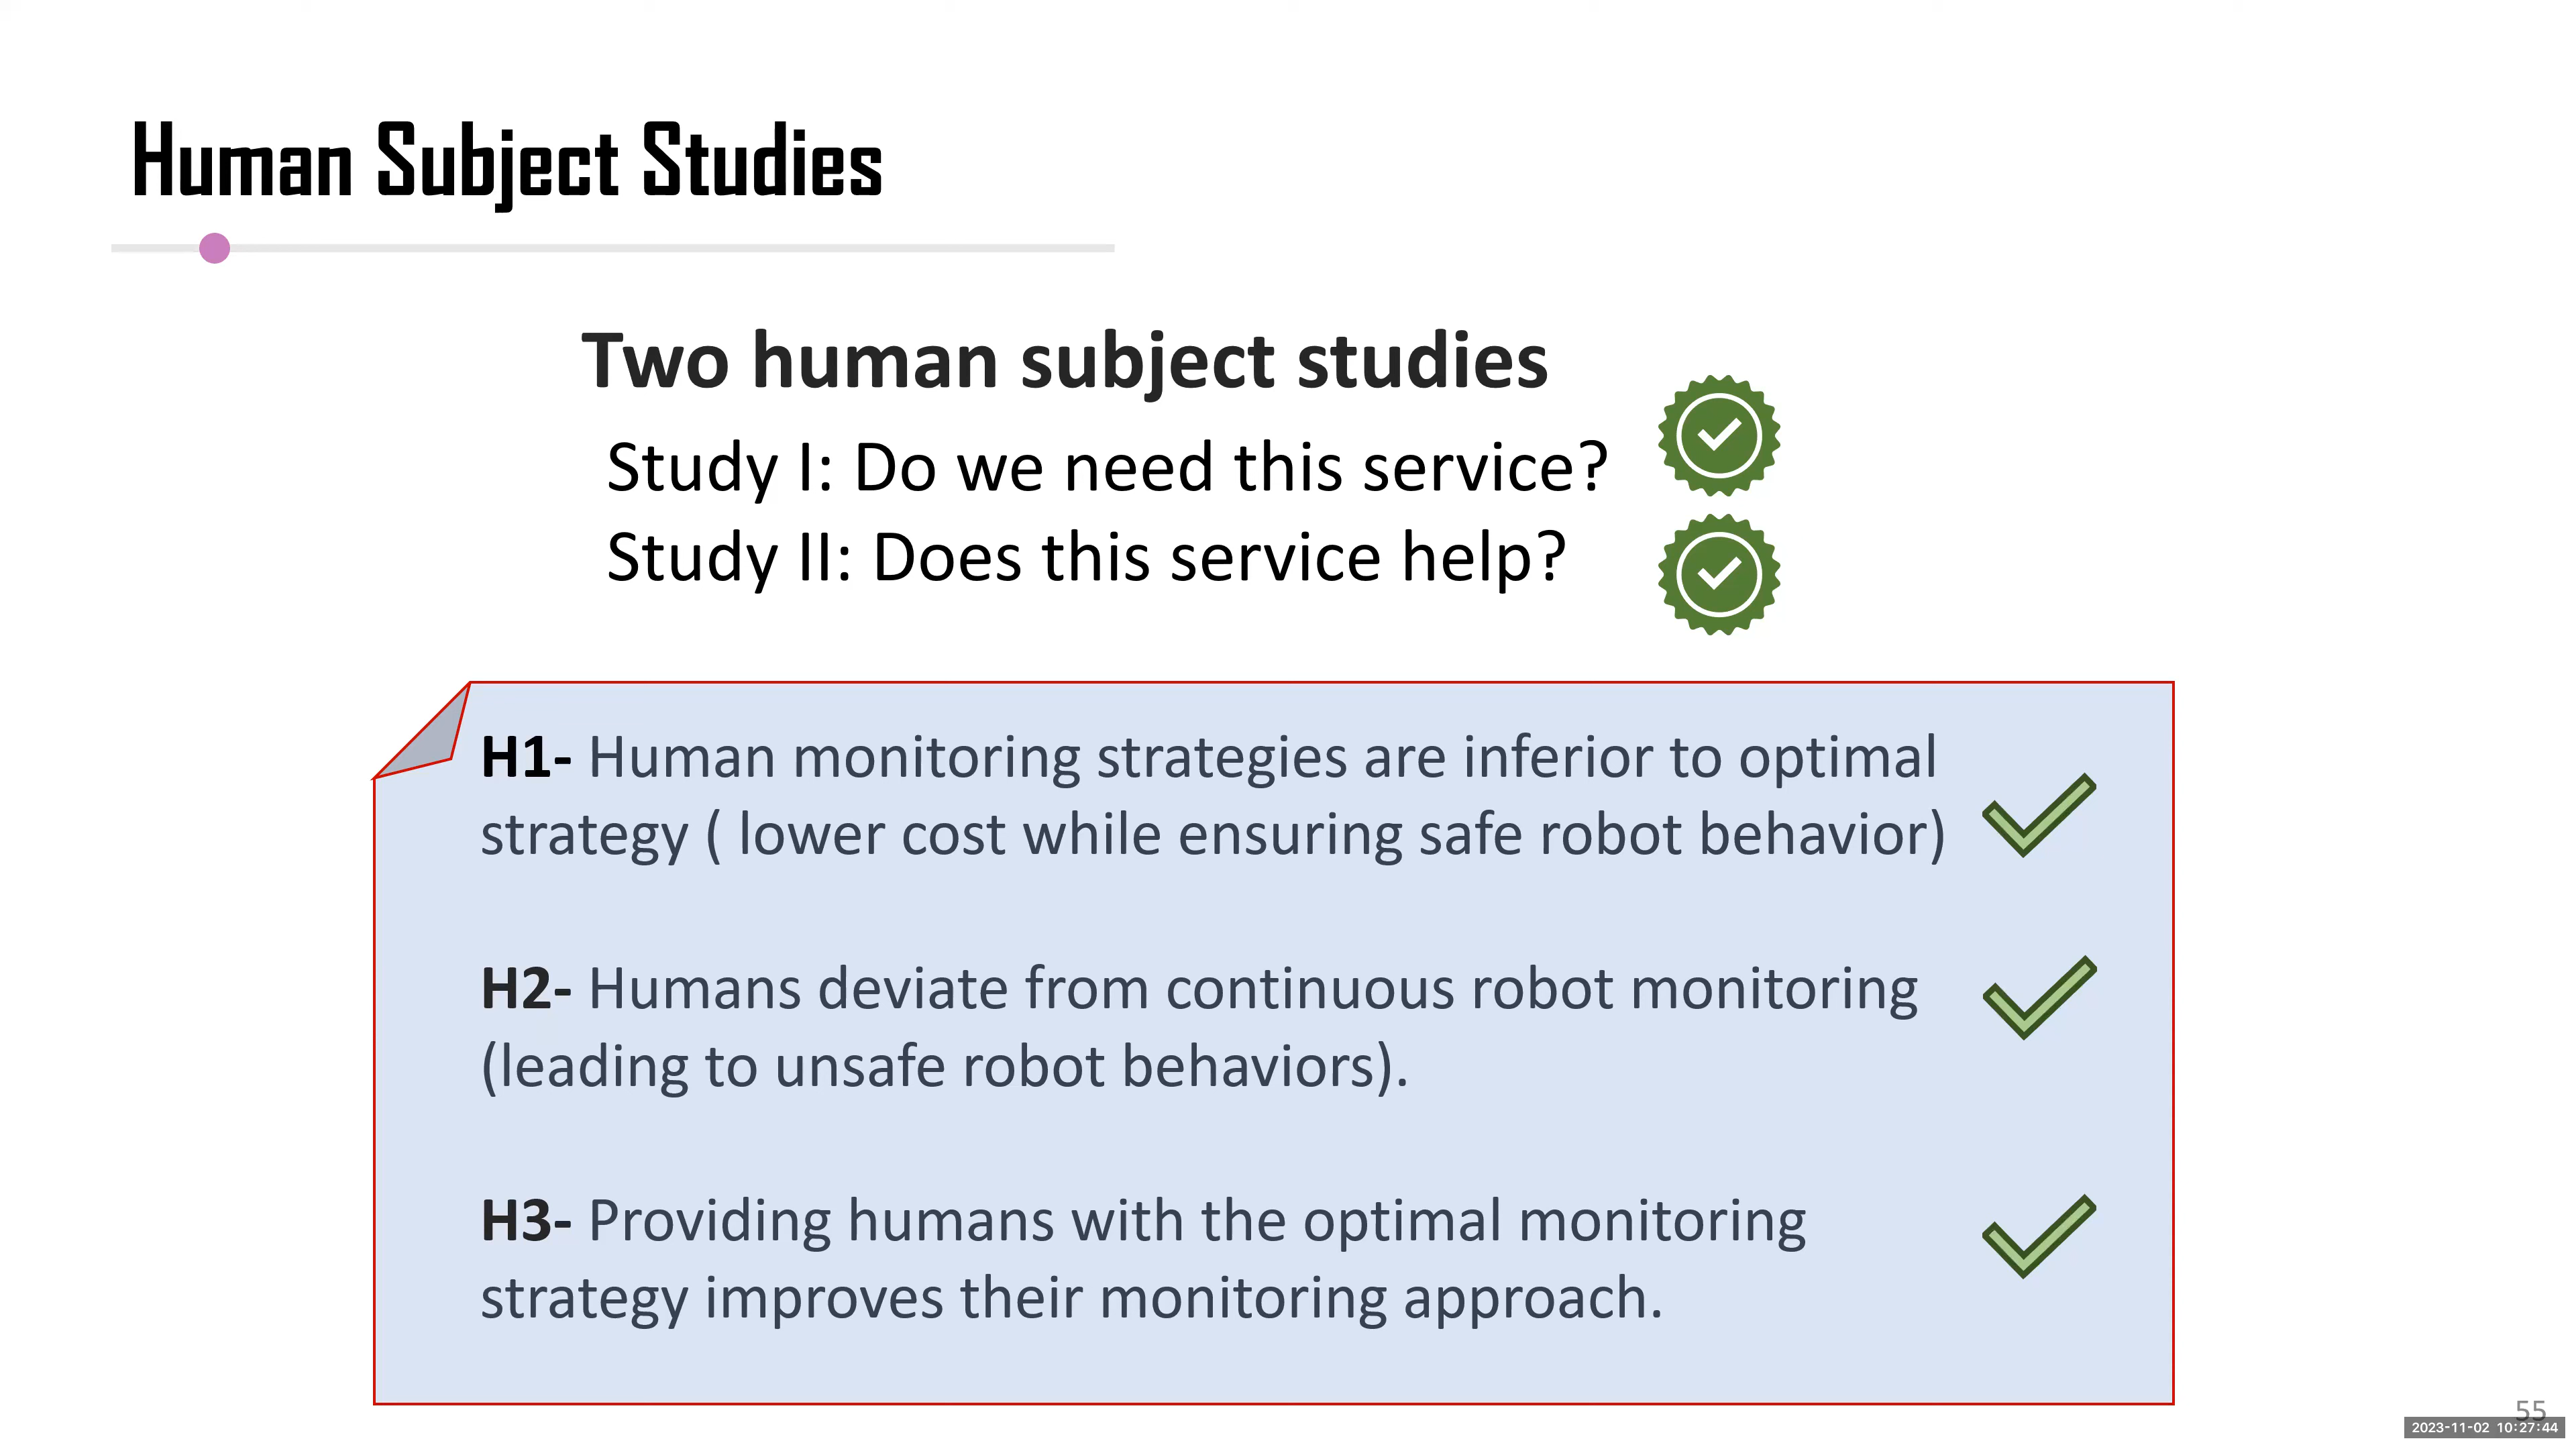 Human Subject Studies
Two human subject studies
Study I: Do we need this service?
Study II: Does this service help?
H1- Human monitoring strategies are inferior to optimal
strategy ( lower cost while ensuring safe robot behavior)
H2- Humans deviate from continuous robot monitoring
(leading to unsafe robot behaviors).
H3- Providing humans with the optimal monitoring
strategy improves their monitoring approach.
55
2023-11-02 10:27:44